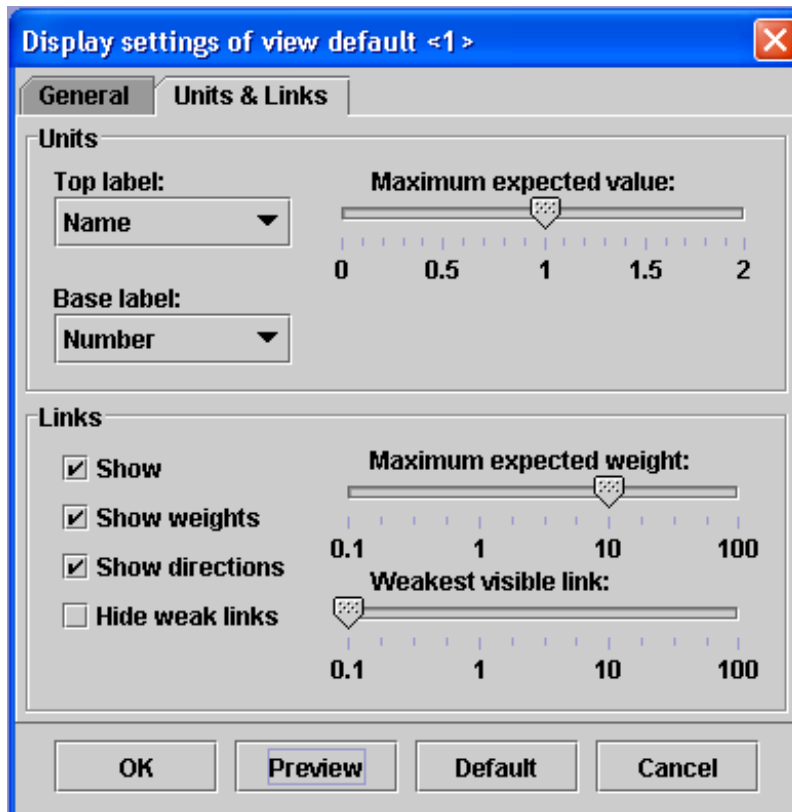 Display settings of view default <1>
General Units & Links
Units
Top label:
Name
Maximum expected value:
0 0.5 1 1.5 2
Base label:
Number
Links
Show
Show weights
Show directions
Hide weak links
Maximum expected weight:
0.1 1 10 100
Weakest visible link:
0.1 1 10 100
OK Preview Default Cancel